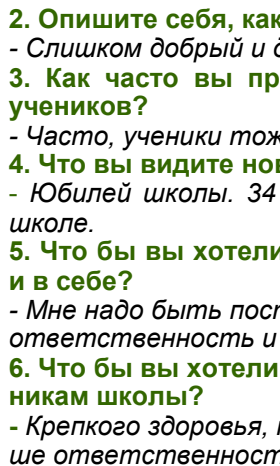 2. Опишите себя, как
- Слишком добрый и
3. Как часто вы пр
учеников?
- Часто, ученики тож
4. Что вы видите нов
- Юбилей школы. 34
школе.
5. Что бы вы хотели
и в себе?
- Мне надо быть пост
ответственность и
6. Что бы вы хотели
никам школы?
- Крепкого здоровья,
ше ответственност